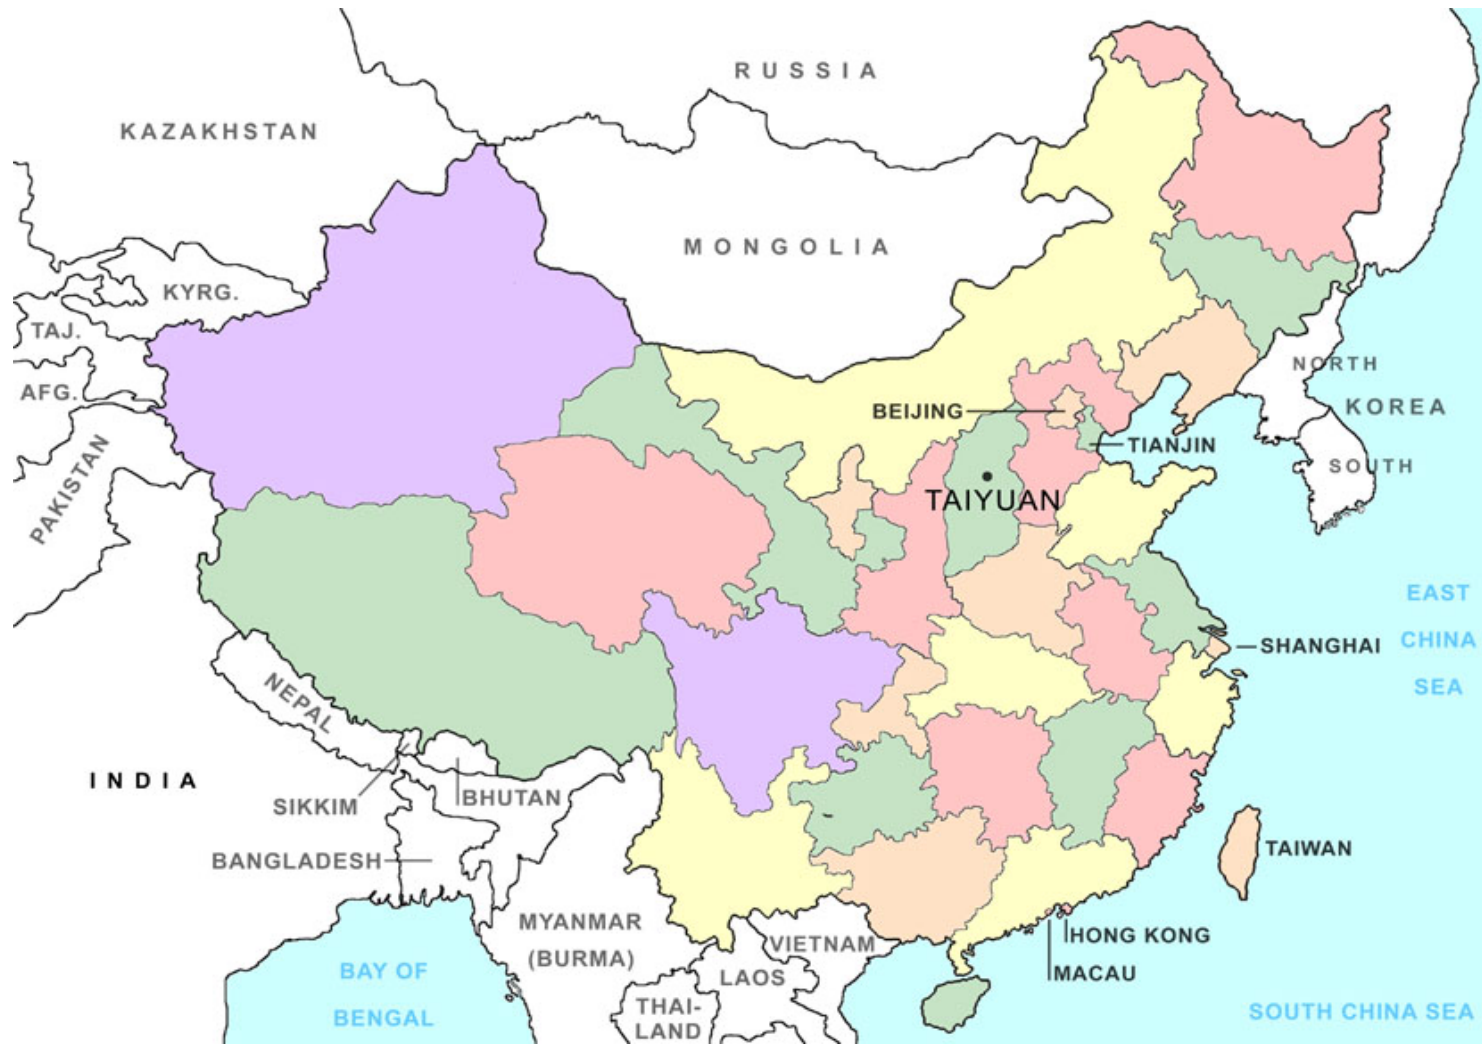 RUSSIA
KAZAKHSTAN
MONGOLIA
KYRG.
TAJ.
AFG.
PAKISTAN
NORTH
KOREA
SOUTH
BEIJING
TIANJIN
TAIYUAN
EAST
CHINA
SEA
SHANGHAI
NEPAL
INDIA
SIKKIM
BHUTAN
BANGLADESH
TAIWAN
MYANMAR
(BURMA)
VIETNAM
LAOS
THAI-
LAND
HONG KONG
MACAU
BAY OF
BENGAL
SOUTH CHINA SEA